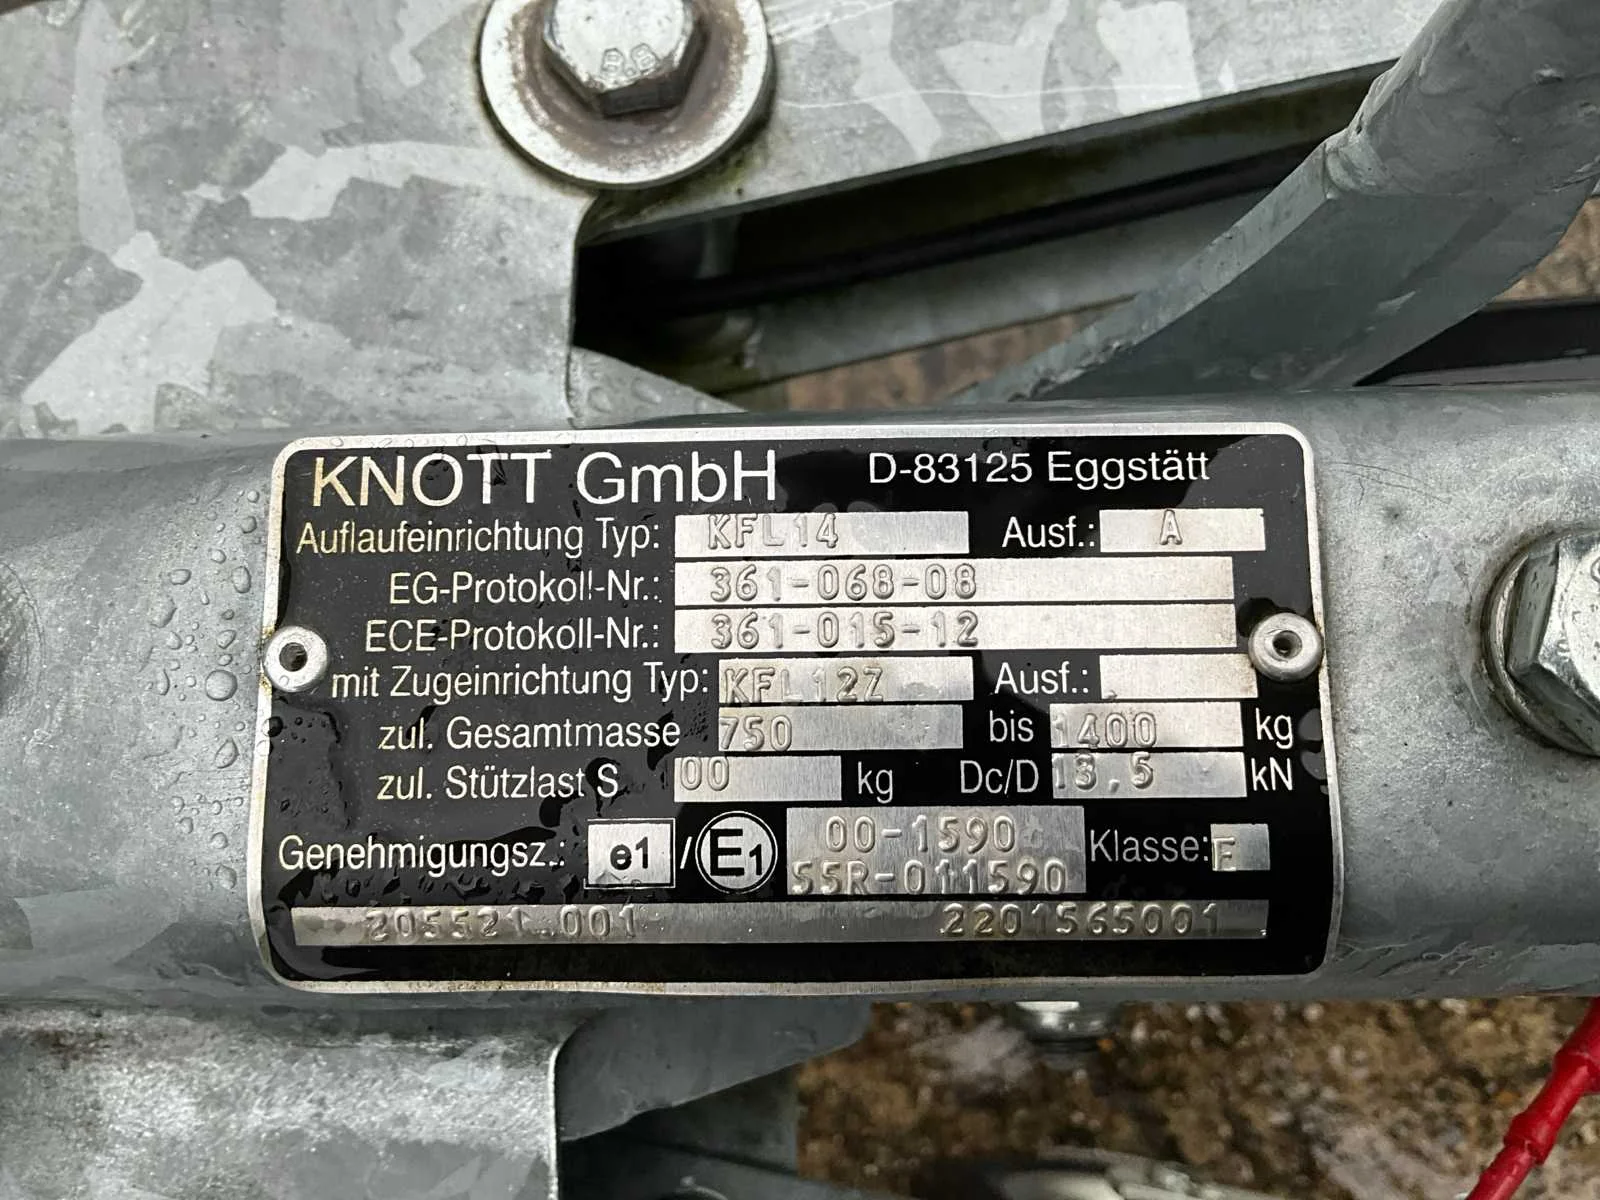 8.8
KNOTT GmbH D-83125 Eggstätt
Auflaufeinrichtung Typ: KFL14 Ausf.: A
EG-Protokoll-Nr.: 361-068-08
ECE-Protokoll-Nr.: 361-015-12
mit Zugeinrichtung Typ: KFL12Z Ausf.:
zul. Gesamtmasse 750 bis 1400 kg
zul. Stützlast S 00 kg Dc/D 13,5 kN
Genehmigungsz.: e1 / E1 00-1590 Klasse: E
55R-011590
205521.001 2201565001